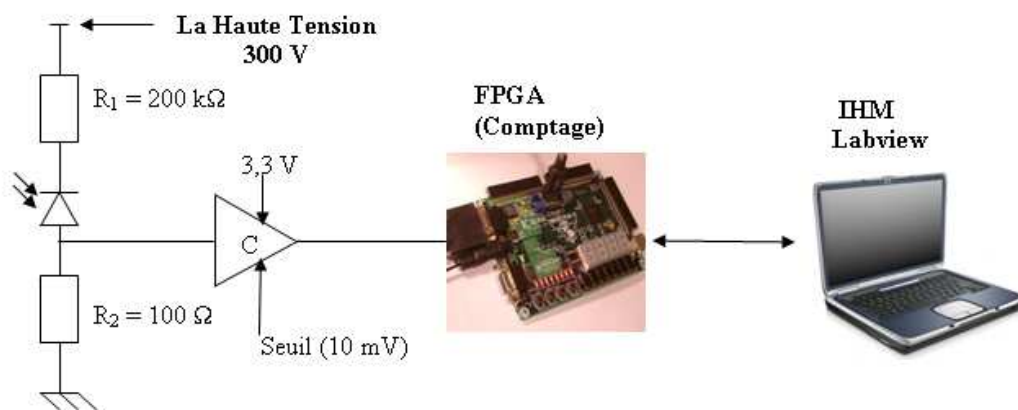 La Haute Tension
300 V
R₁ = 200 kΩ
FPGA
(Comptage)
IHM
Labview
3,3 V
C
R₂ = 100 Ω
Seuil (10 mV)